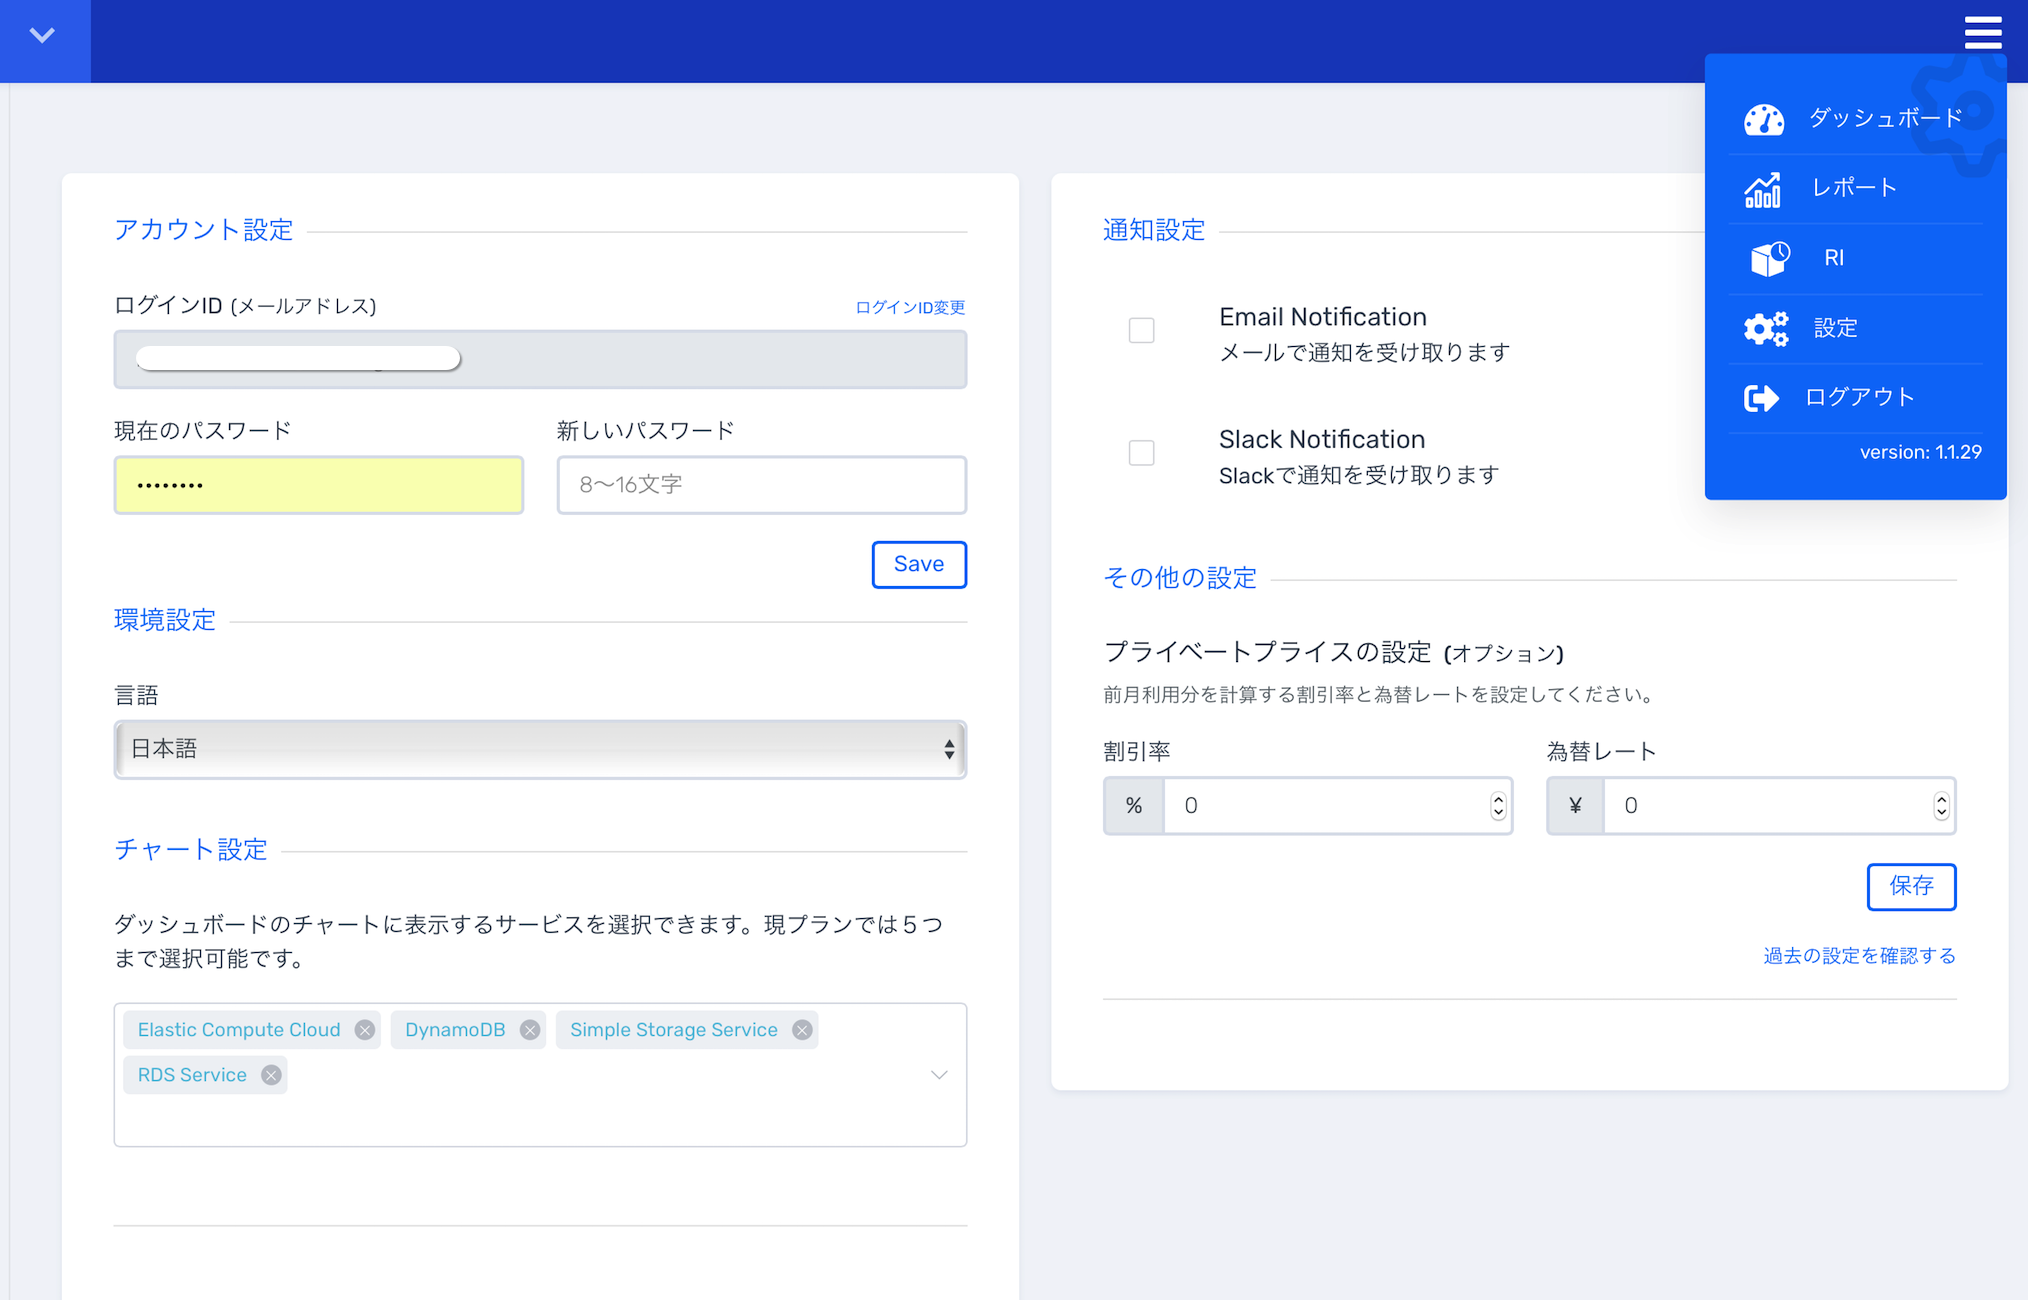 ダッシュボード
レポート
RI
設定
ログアウト
version: 1.1.29
アカウント設定
ログインID (メールアドレス)
ログインID変更
現在のパスワード
新しいパスワード
••••••••
8〜16文字
Save
環境設定
言語
日本語
チャート設定
ダッシュボードのチャートに表示するサービスを選択できます。現プランでは５つ
まで選択可能です。
Elastic Compute Cloud
DynamoDB
Simple Storage Service
RDS Service
通知設定
Email Notification
メールで通知を受け取ります
Slack Notification
Slackで通知を受け取ります
その他の設定
プライベートプライスの設定 (オプション)
前月利用分を計算する割引率と為替レートを設定してください。
割引率
為替レート
% 0
¥ 0
保存
過去の設定を確認する